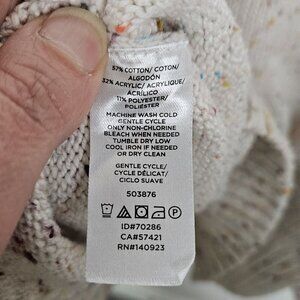 57% COTTON/ COTON/
ALGODÓN
32% ACRYLIC/ ACRYLIQUE/
ACRÍLICO
11% POLYESTER/
POLIÉSTER
MACHINE WASH COLD
GENTLE CYCLE
ONLY NON-CHLORINE
BLEACH WHEN NEEDED
TUMBLE DRY LOW
COOL IRON IF NEEDED
OR DRY CLEAN
GENTLE CYCLE/
CYCLE DÉLICAT/
CICLO SUAVE
503876
P
ID#70286
CA#57421
RN#140923